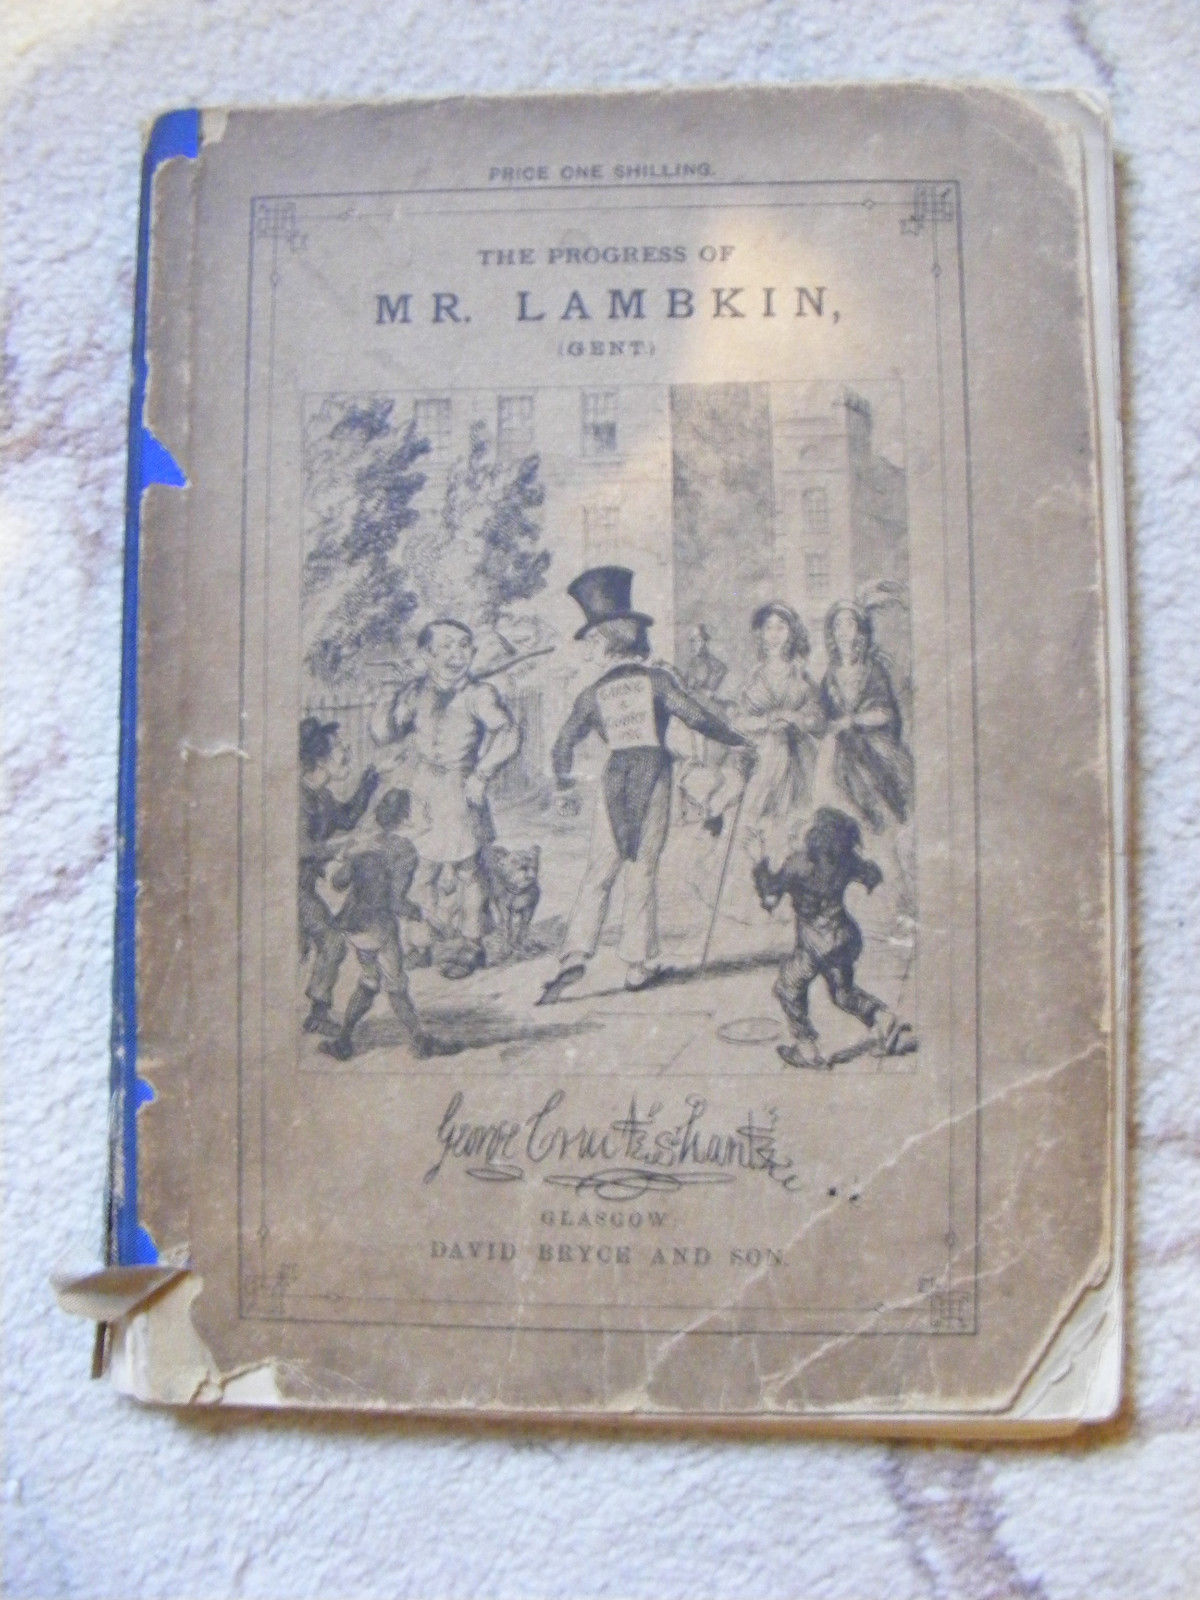 PRICE ONE SHILLING.
THE PROGRESS OF
MR. LAMBKIN,
(GENT.)
George Cruikshank
GLASGOW,
DAVID BRYCE AND SON.